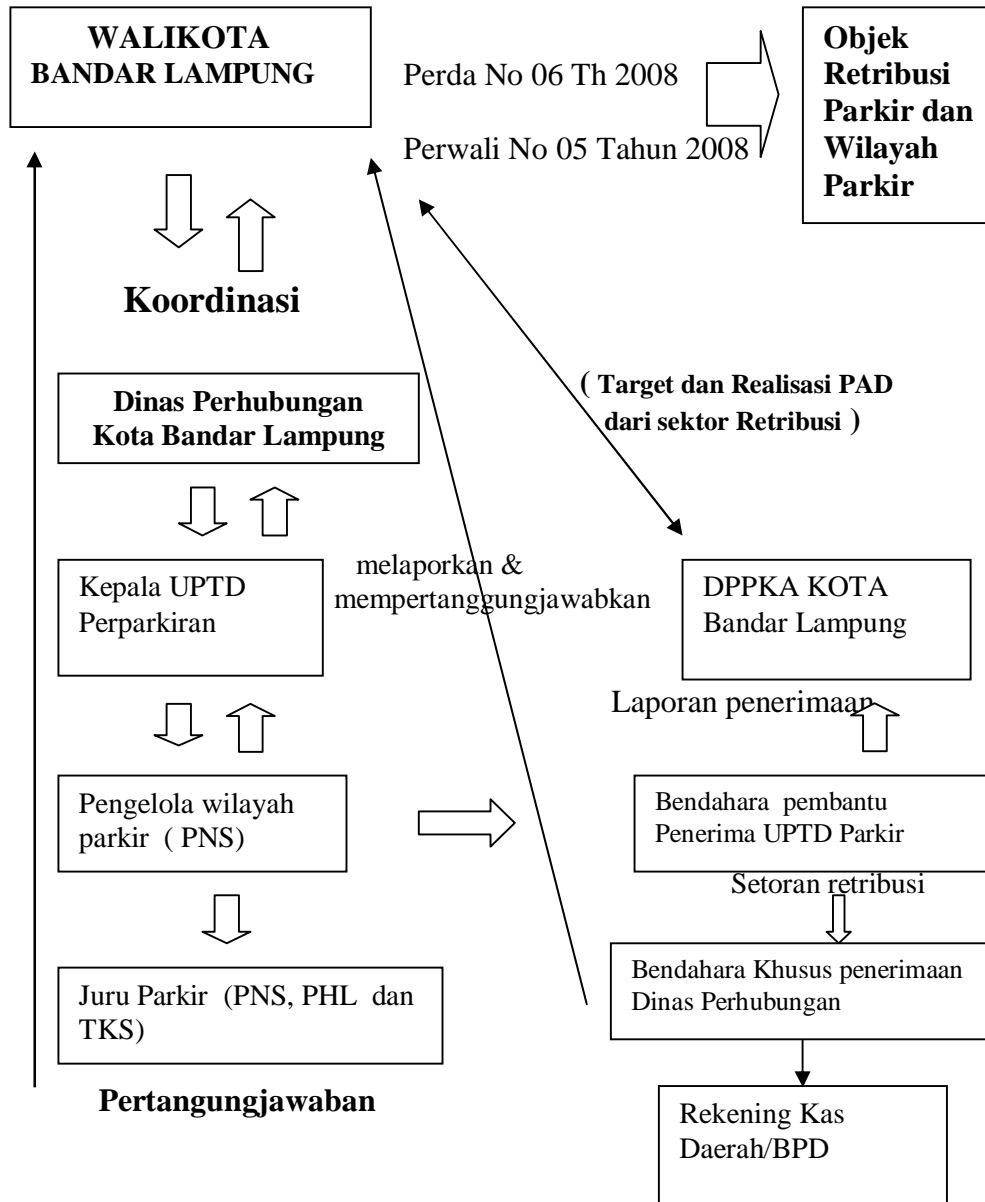 WALIKOTA
BANDAR LAMPUNG
Perda No 06 Th 2008
Perwali No 05 Tahun 2008
Objek
Retribusi
Parkir dan
Wilayah
Parkir
Koordinasi
Dinas Perhubungan
Kota Bandar Lampung
( Target dan Realisasi PAD
dari sektor Retribusi )
Kepala UPTD
Perparkiran
melaporkan &
mempertanggungjawabkan
DPPKA KOTA
Bandar Lampung
Laporan penerimaan
Pengelola wilayah
parkir ( PNS)
Bendahara pembantu
Penerima UPTD Parkir
Setoran retribusi
Juru Parkir (PNS, PHL dan
TKS)
Bendahara Khusus penerimaan
Dinas Perhubungan
Pertangungjawaban
Rekening Kas
Daerah/BPD